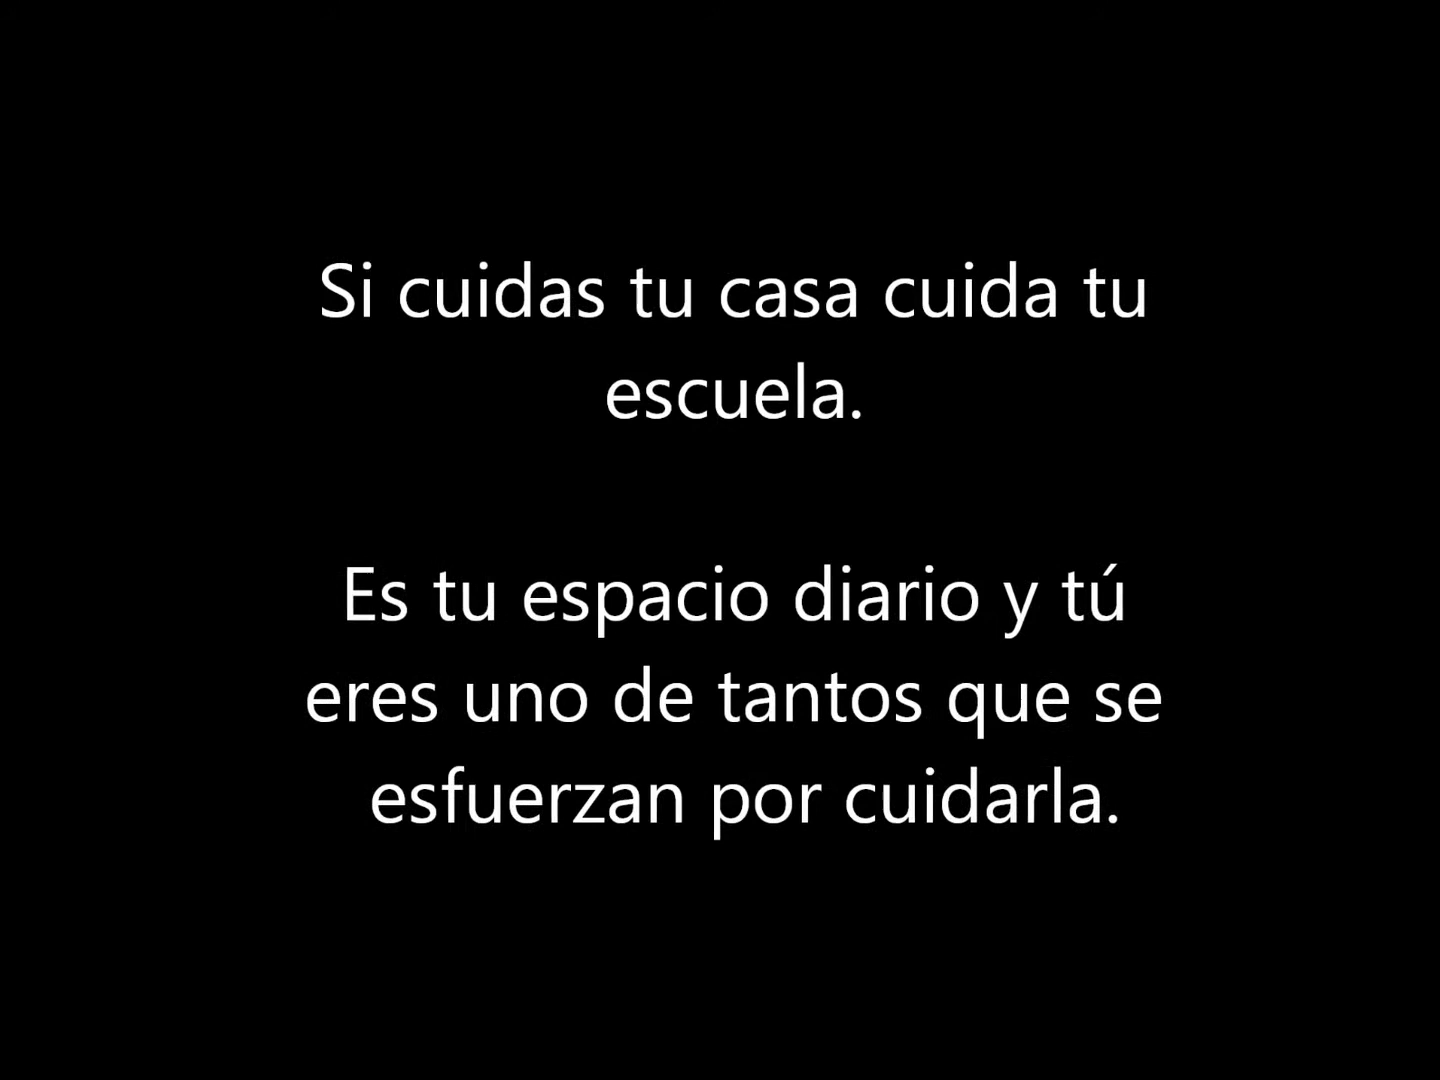 Si cuidas tu casa cuida tu
escuela.
Es tu espacio diario y tú
eres uno de tantos que se
esfuerzan por cuidarla.